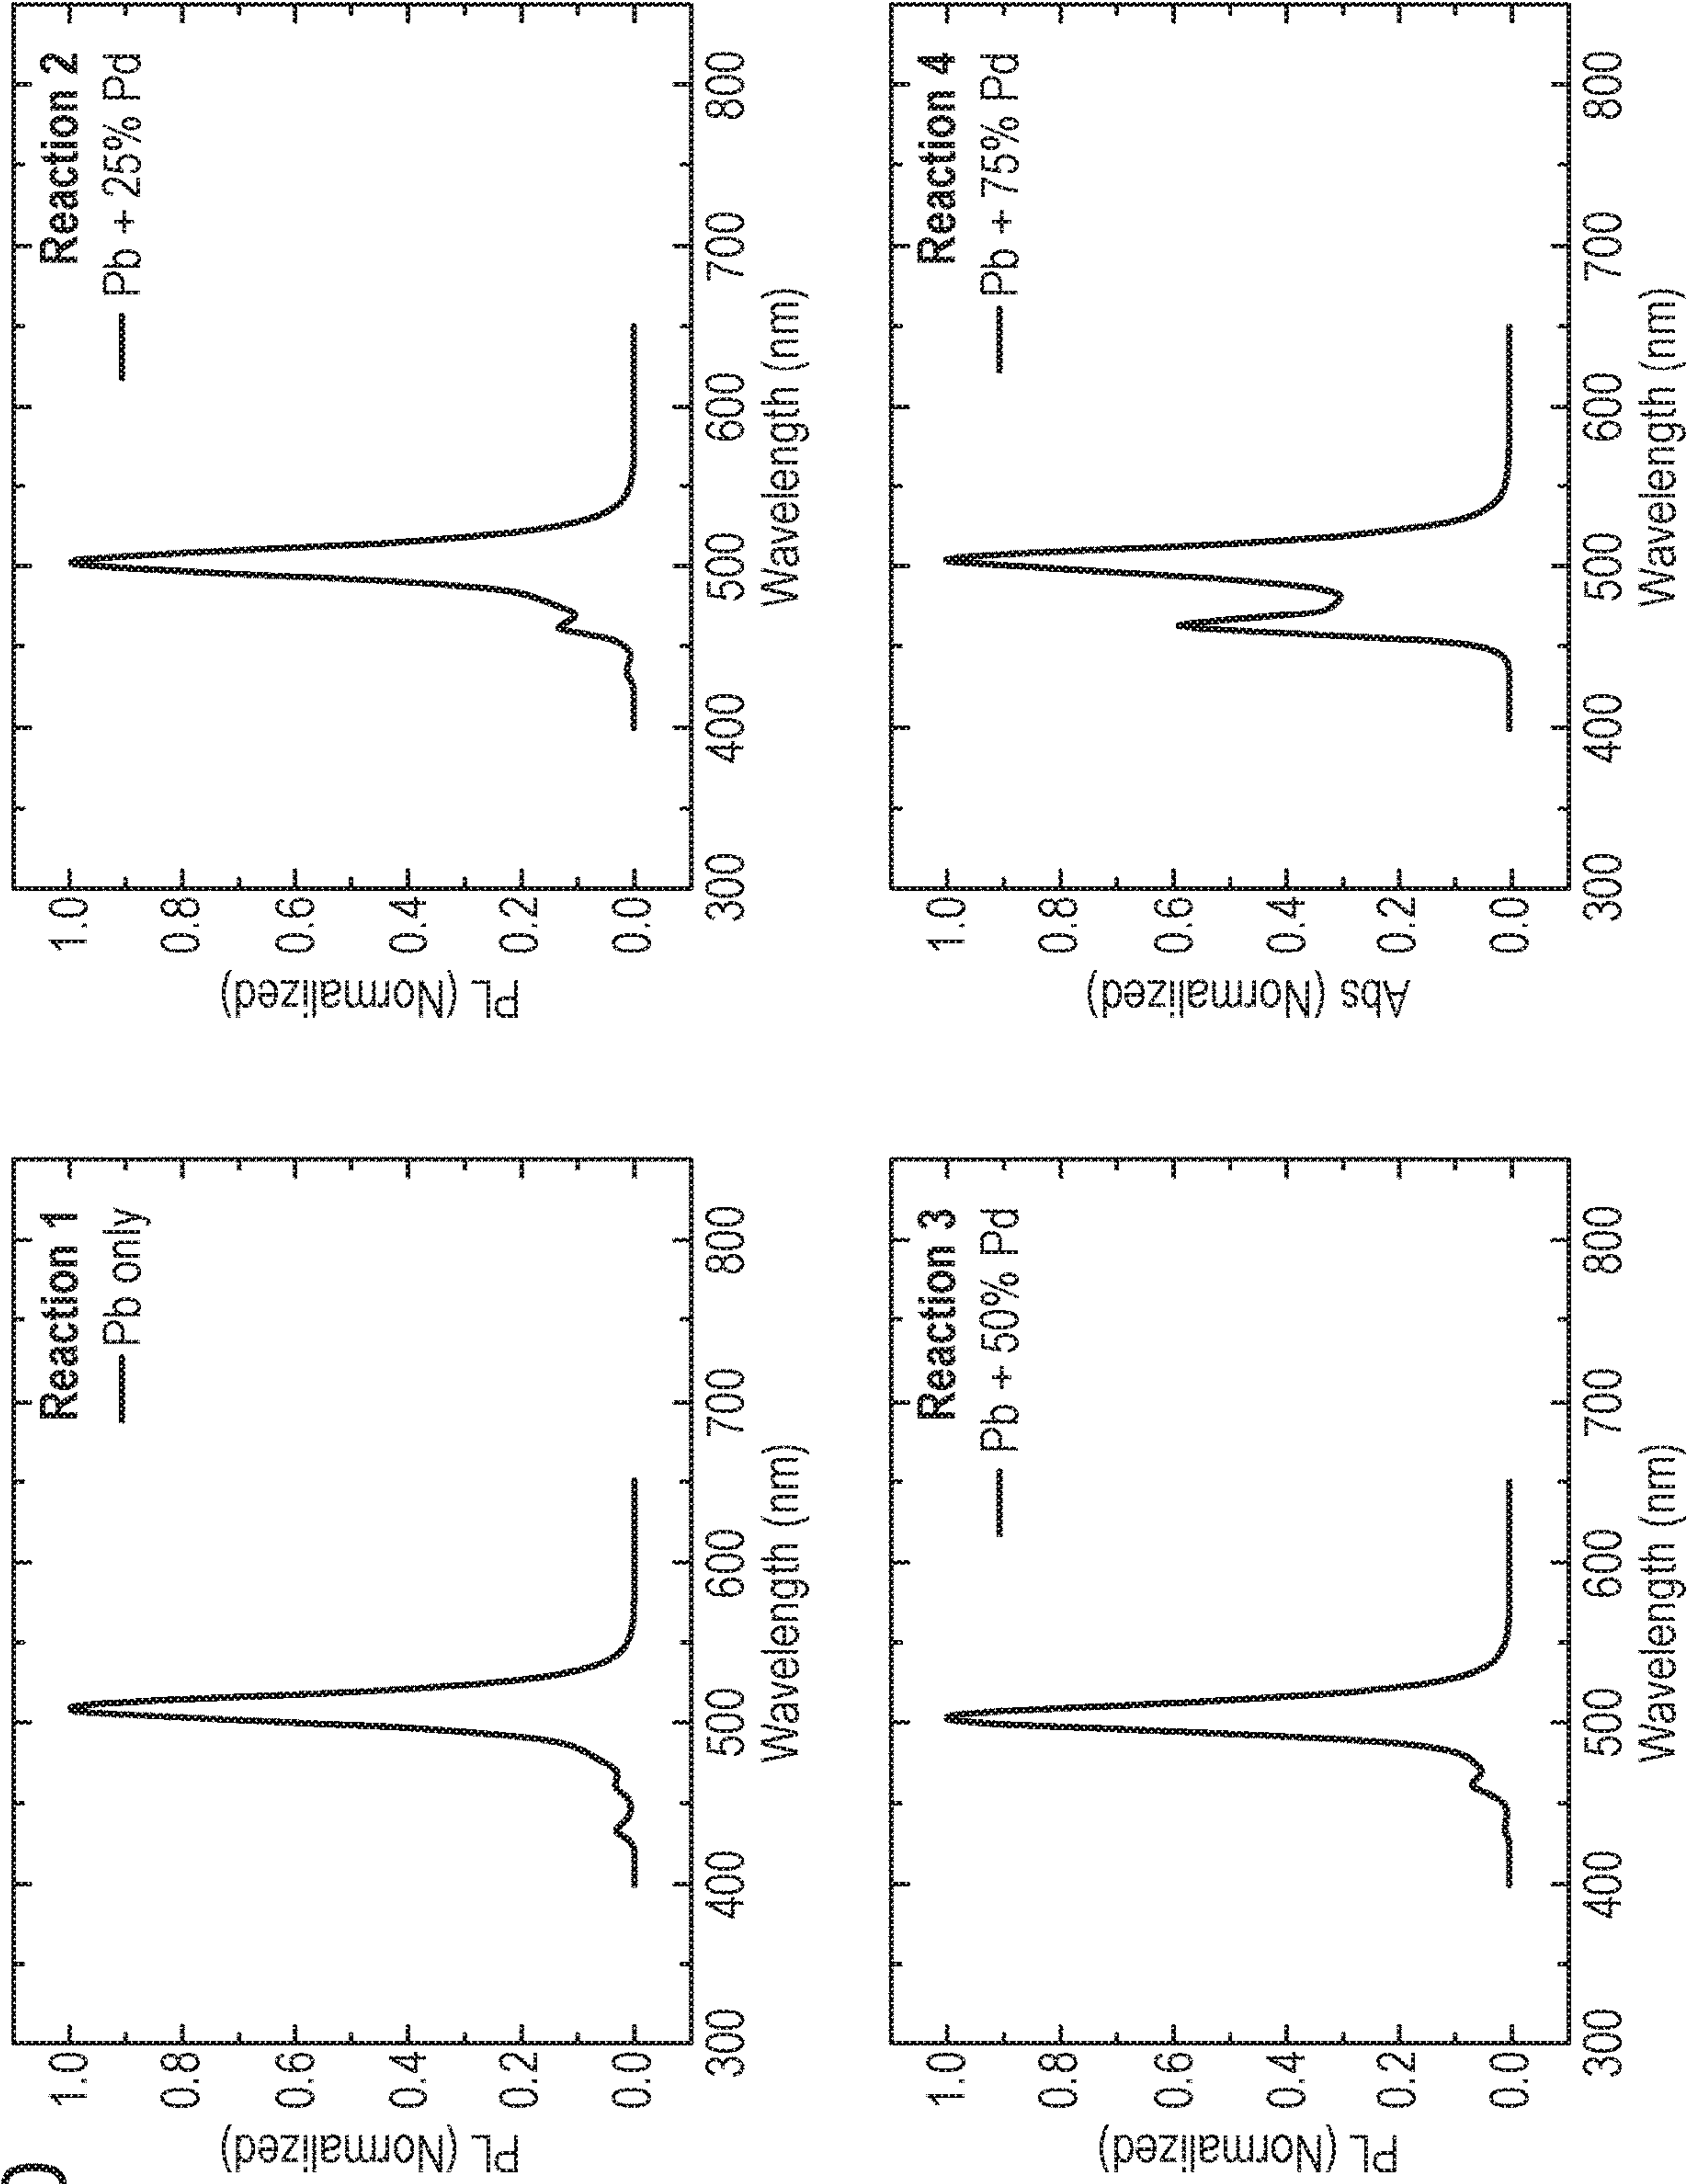 Reaction 1
Pb only
1.0
0.8
0.6
0.4
0.2
0.0
PL (Normalized)
300 400 500 600 700 800
Wavelength (nm)
Reaction 2
Pb + 25% Pd
1.0
0.8
0.6
0.4
0.2
0.0
PL (Normalized)
300 400 500 600 700 800
Wavelength (nm)
Reaction 3
Pb + 50% Pd
1.0
0.8
0.6
0.4
0.2
0.0
PL (Normalized)
300 400 500 600 700 800
Wavelength (nm)
Reaction 4
Pb + 75% Pd
1.0
0.8
0.6
0.4
0.2
0.0
Abs (Normalized)
300 400 500 600 700 800
Wavelength (nm)